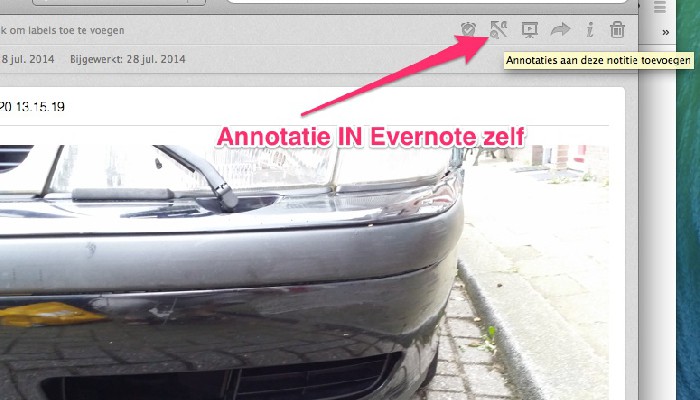 k om labels toe te voegen
8 jul. 2014 Bijgewerkt: 28 jul. 2014
»
Annotaties aan deze notitie toevoegen
20 13.15.19
Annotatie IN Evernote zelf